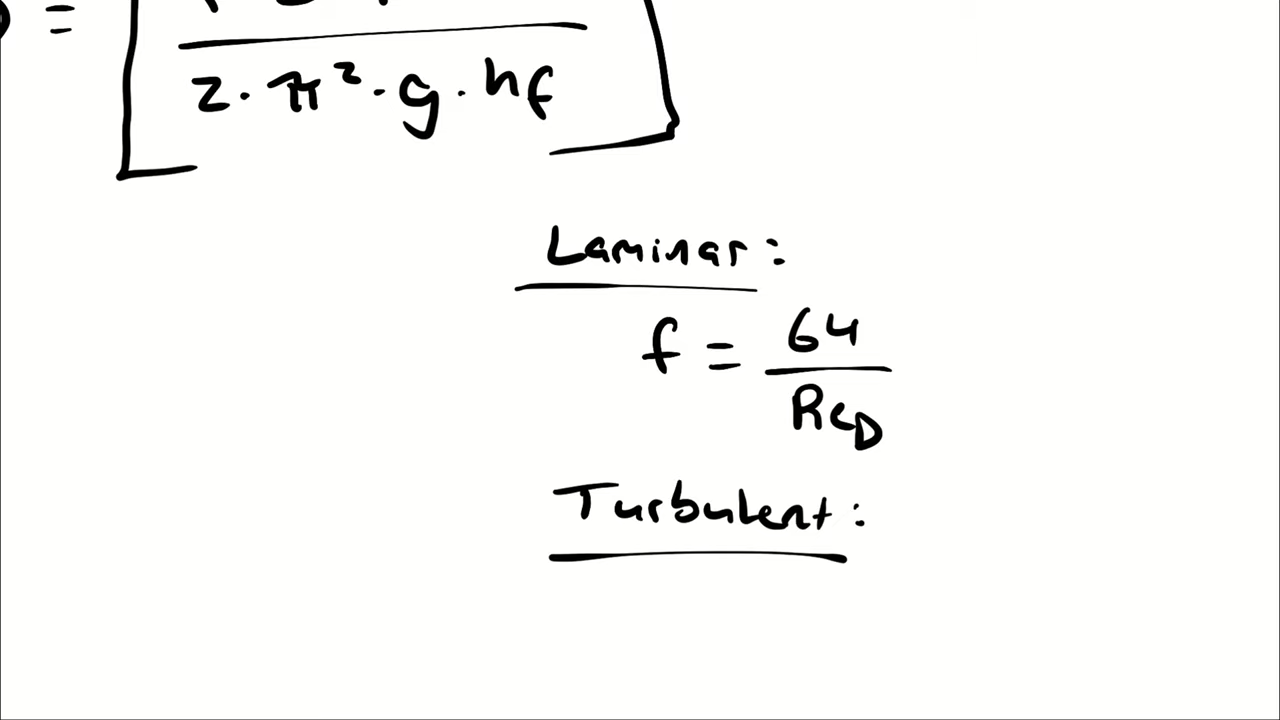 =
2 · π² · g · hf
Laminar:
f = 64
ReD
Turbulent: